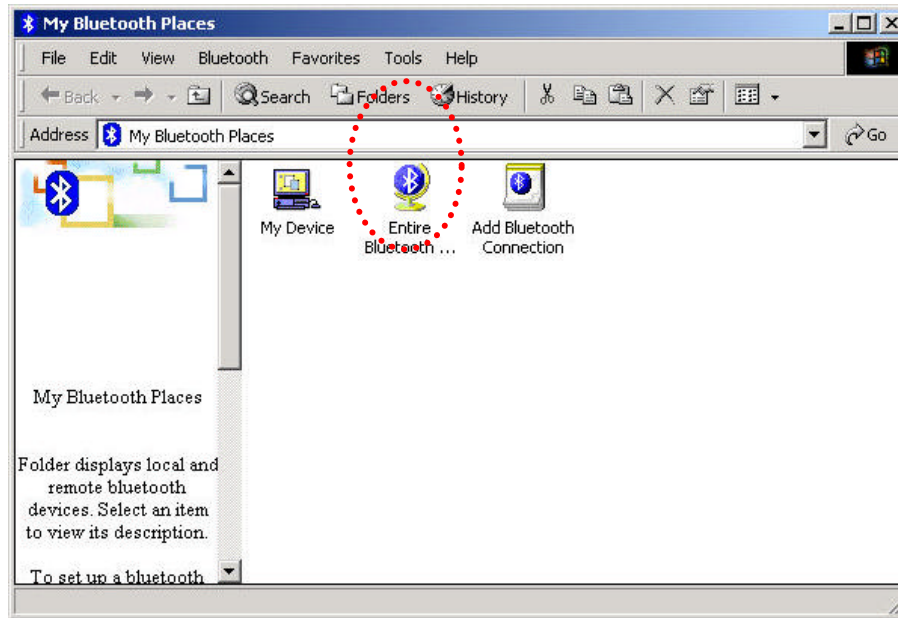 My Bluetooth Places
File Edit View Bluetooth Favorites Tools Help
Back Search Folders History
Address My Bluetooth Places Go
My Device
Entire
Bluetooth ...
Add Bluetooth
Connection
My Bluetooth Places
Folder displays local and
remote bluetooth
devices. Select an item
to view its description.
To set up a bluetooth